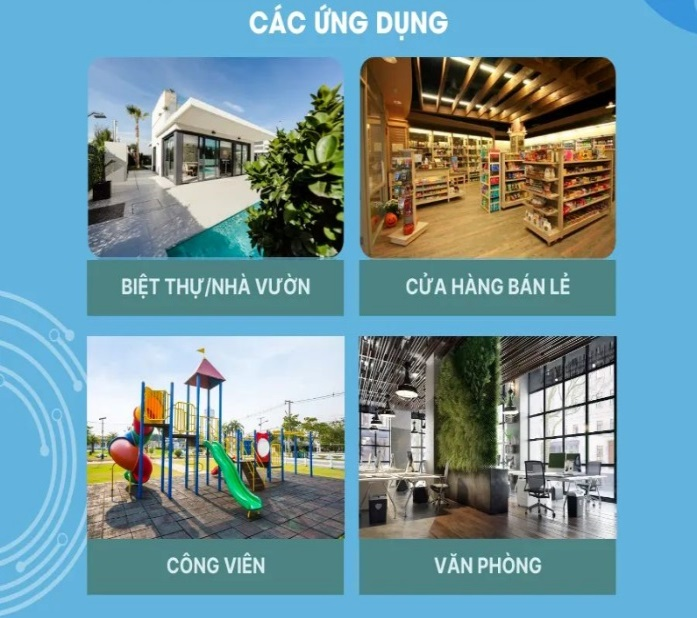 CÁC ỨNG DỤNG
BIỆT THỰ/NHÀ VƯỜN
CỬA HÀNG BÁN LẺ
CÔNG VIÊN
VĂN PHÒNG